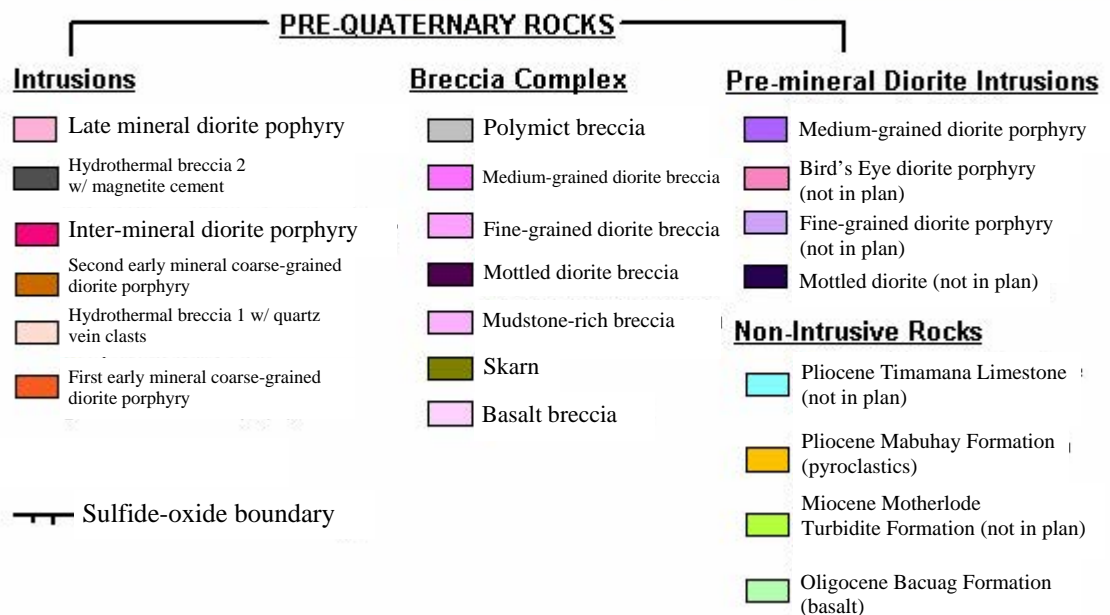 PRE-QUATERNARY ROCKS
Intrusions
Late mineral diorite pophyry
Hydrothermal breccia 2
w/ magnetite cement
Inter-mineral diorite porphyry
Second early mineral coarse-grained
diorite porphyry
Hydrothermal breccia 1 w/ quartz
vein clasts
First early mineral coarse-grained
diorite porphyry
Sulfide-oxide boundary
Breccia Complex
Polymict breccia
Medium-grained diorite breccia
Fine-grained diorite breccia
Mottled diorite breccia
Mudstone-rich breccia
Skarn
Basalt breccia
Pre-mineral Diorite Intrusions
Medium-grained diorite porphyry
Bird's Eye diorite porphyry
(not in plan)
Fine-grained diorite porphyry
(not in plan)
Mottled diorite (not in plan)
Non-Intrusive Rocks
Pliocene Timamana Limestone
(not in plan)
Pliocene Mabuhay Formation
(pyroclastics)
Miocene Motherlode
Turbidite Formation (not in plan)
Oligocene Bacuag Formation
(basalt)